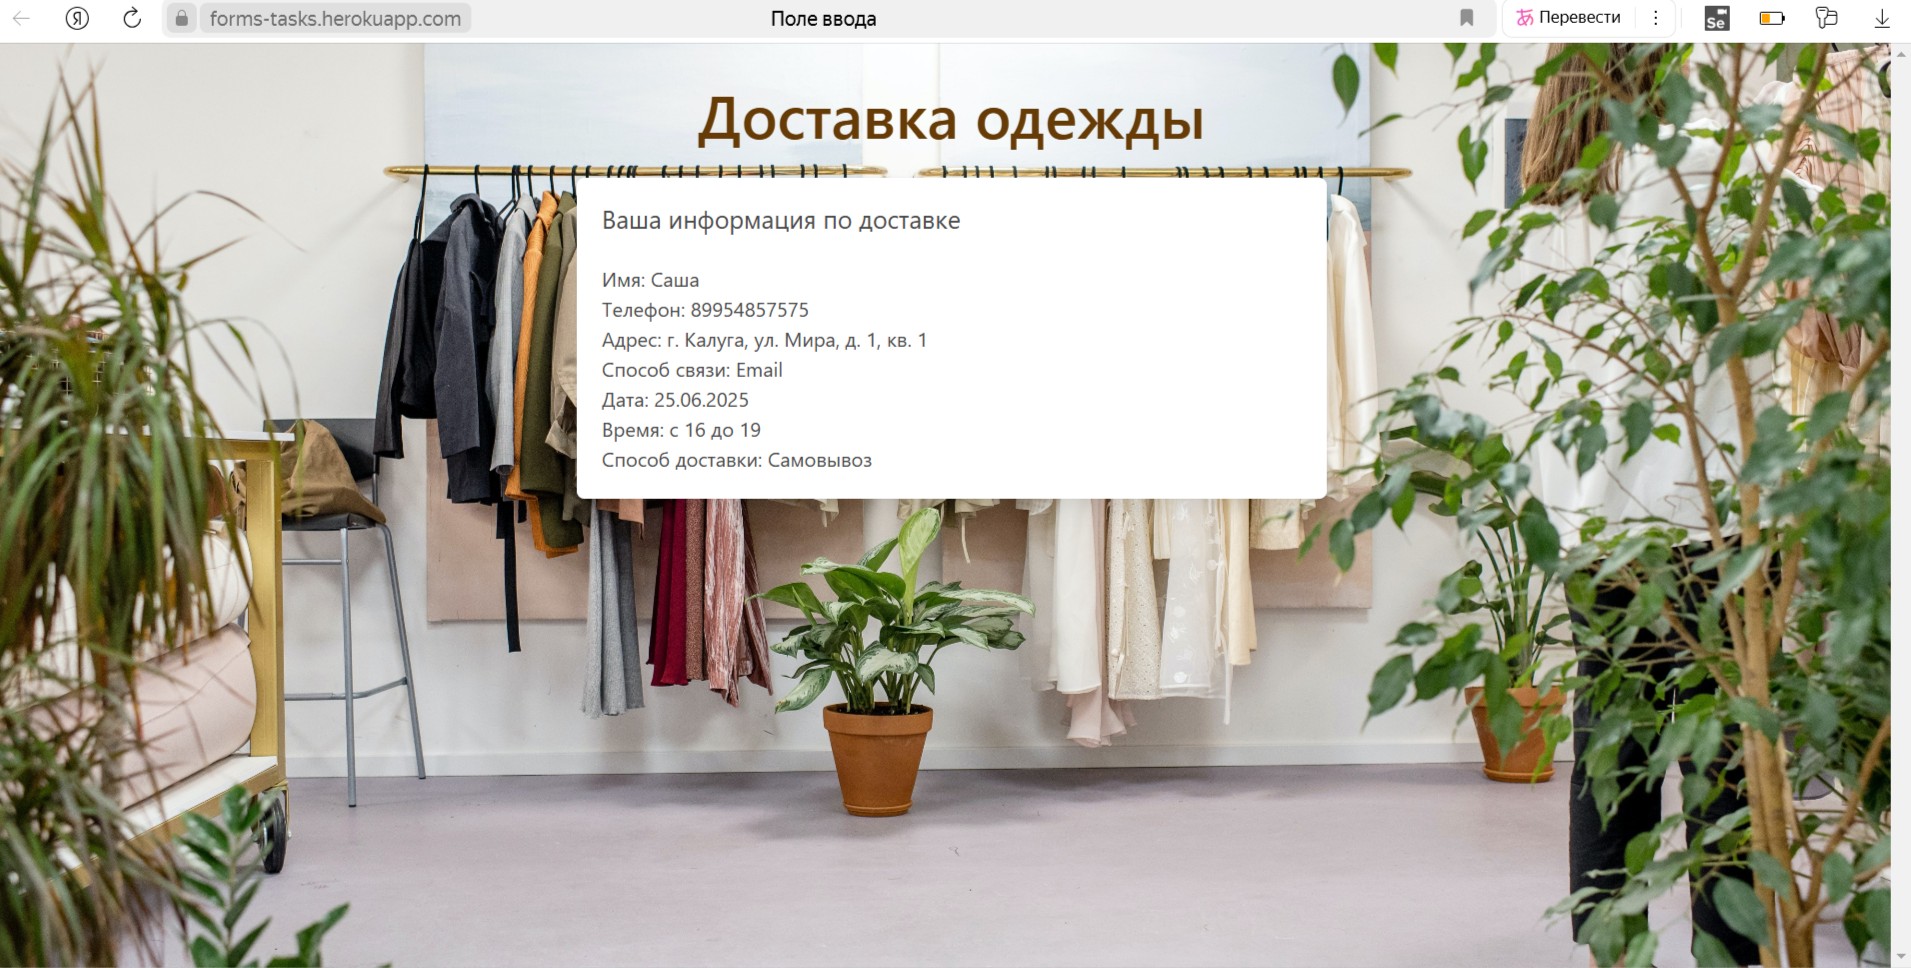 Я
forms-tasks.herokuapp.com
Поле ввода
Перевести
Se
Доставка одежды
Ваша информация по доставке
Имя: Саша
Телефон: 89954857575
Адрес: г. Калуга, ул. Мира, д. 1, кв. 1
Способ связи: Email
Дата: 25.06.2025
Время: с 16 до 19
Способ доставки: Самовывоз